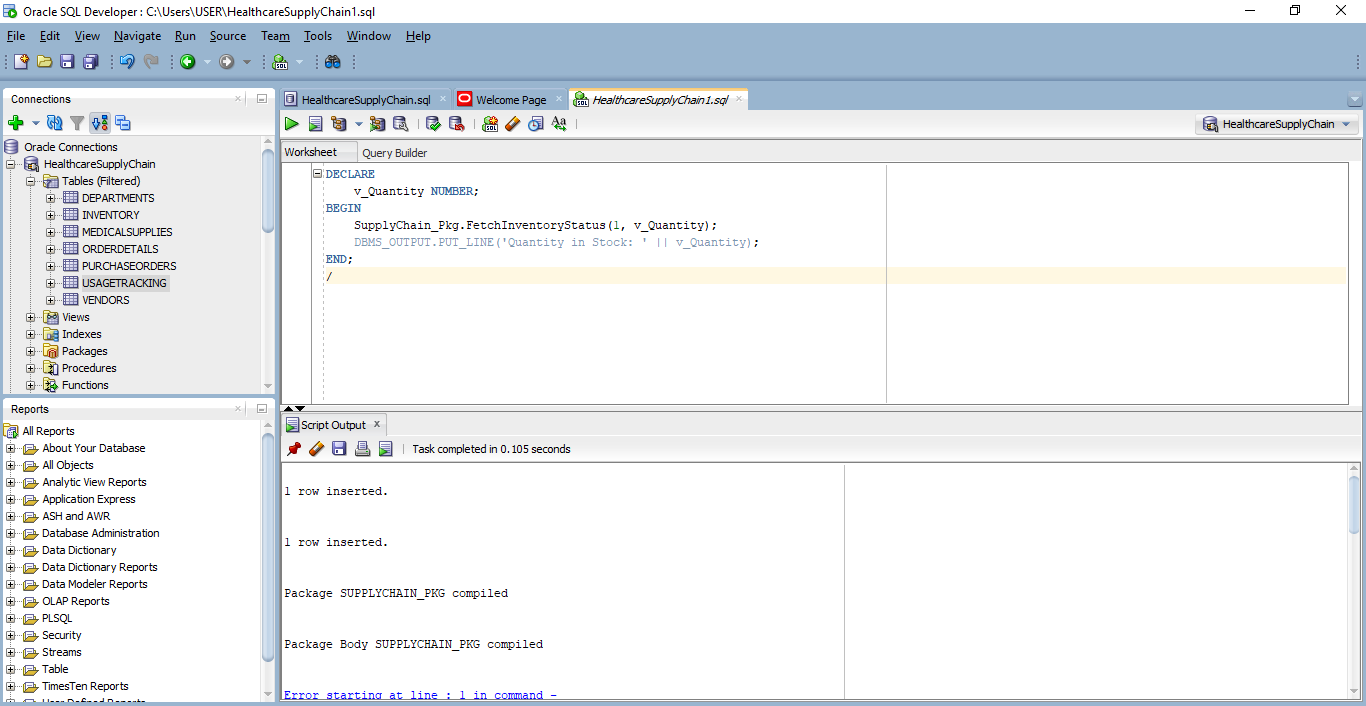 Oracle SQL Developer : C:\Users\USER\HealthcareSupplyChain1.sql
File Edit View Navigate Run Source Team Tools Window Help
Connections
Oracle Connections
HealthcareSupplyChain
Tables (Filtered)
DEPARTMENTS
INVENTORY
MEDICALSUPPLIES
ORDERDETAILS
PURCHASEORDERS
USAGETRACKING
VENDORS
Views
Indexes
Packages
Procedures
Functions
Reports
All Reports
About Your Database
All Objects
Analytic View Reports
Application Express
ASH and AWR
Database Administration
Data Dictionary
Data Dictionary Reports
Data Modeler Reports
OLAP Reports
PLSQL
Security
Streams
Table
TimesTen Reports
User Defined Reports
HealthcareSupplyChain.sql Welcome Page HealthcareSupplyChain1.sql
HealthcareSupplyChain
Worksheet Query Builder
DECLARE
v_Quantity NUMBER;
BEGIN
SupplyChain_Pkg.FetchInventoryStatus(1, v_Quantity);
DBMS_OUTPUT.PUT_LINE('Quantity in Stock: ' || v_Quantity);
END;
/
Script Output
Task completed in 0.105 seconds
1 row inserted.
1 row inserted.
Package SUPPLYCHAIN_PKG compiled
Package Body SUPPLYCHAIN_PKG compiled
Error starting at line : 1 in command -